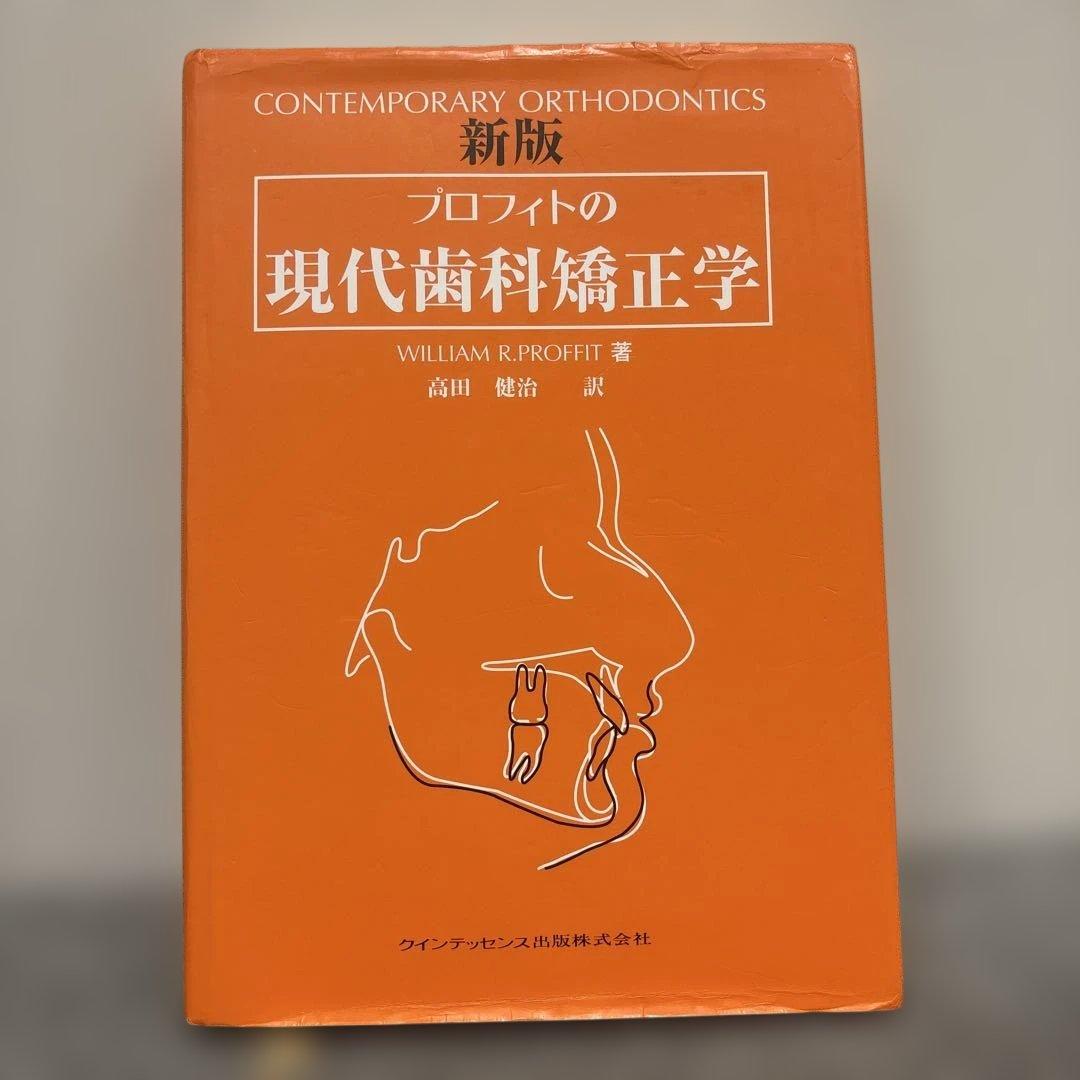 CONTEMPORARY ORTHODONTICS
新版
プロフィトの
現代歯科矯正学
WILLIAM R.PROFFIT 著
高田 健治 訳
クインテッセンス出版株式会社